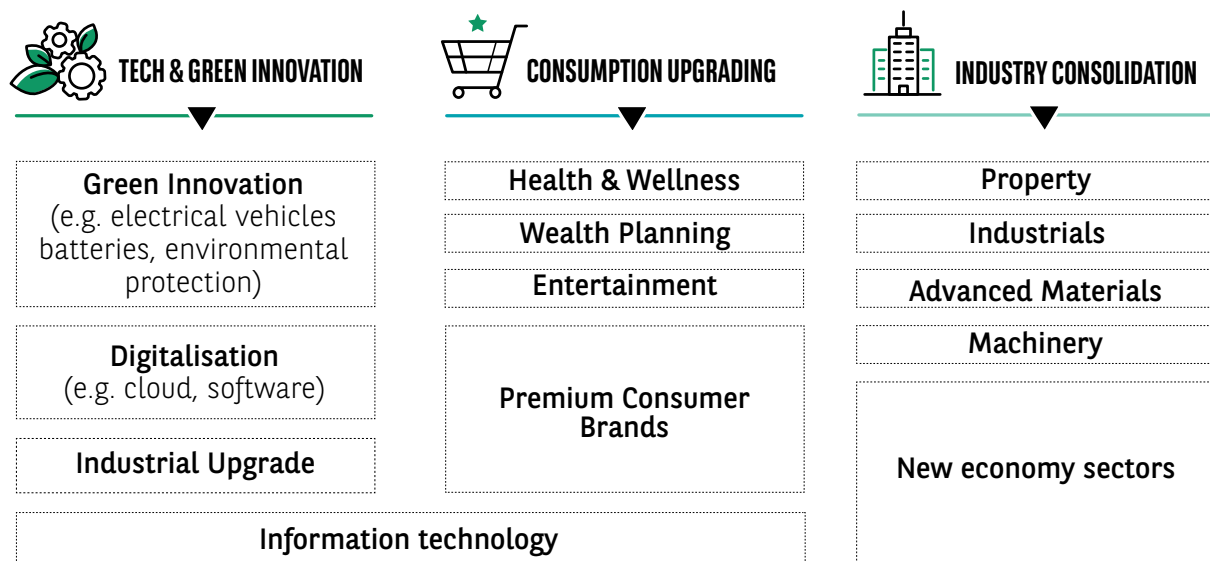 TECH & GREEN INNOVATION
Green Innovation
(e.g. electrical vehicles
batteries, environmental
protection)
Digitalisation
(e.g. cloud, software)
Industrial Upgrade
CONSUMPTION UPGRADING
Health & Wellness
Wealth Planning
Entertainment
Premium Consumer
Brands
Information technology
INDUSTRY CONSOLIDATION
Property
Industrials
Advanced Materials
Machinery
New economy sectors